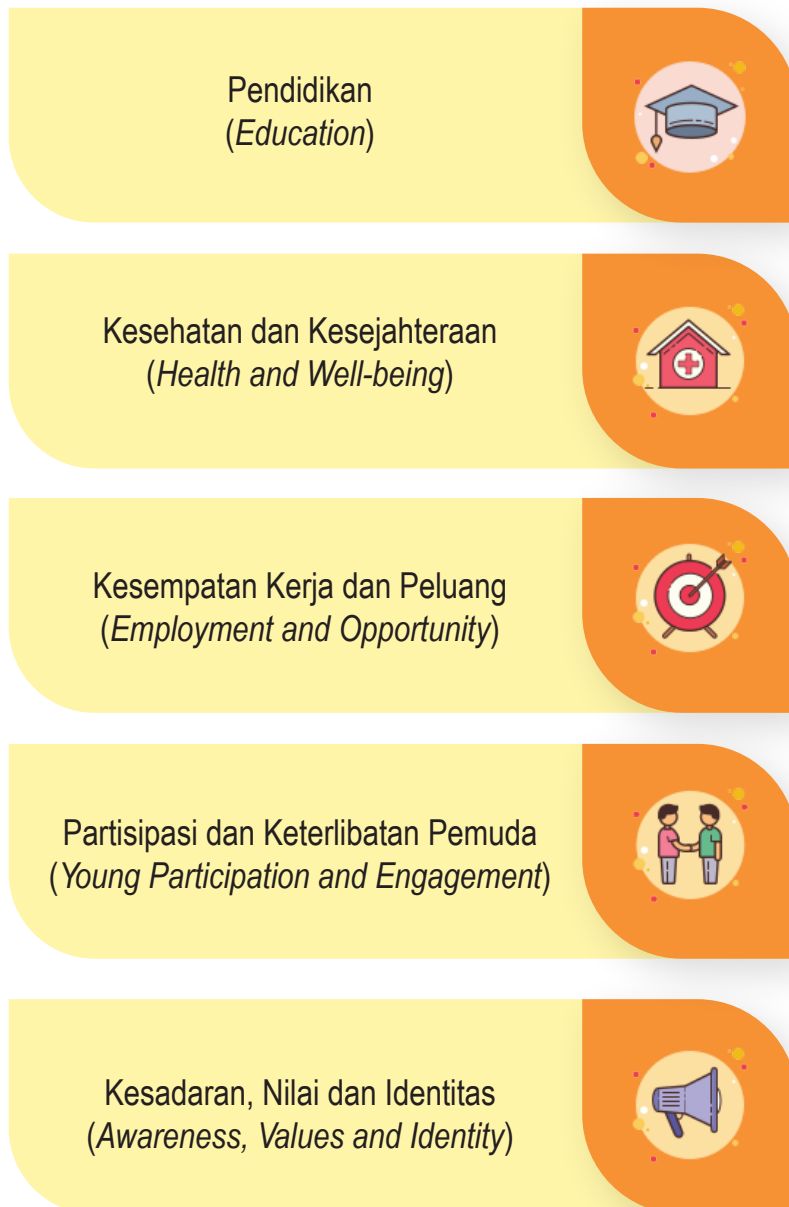 Pendidikan
(Education)
Kesehatan dan Kesejahteraan
(Health and Well-being)
Kesempatan Kerja dan Peluang
(Employment and Opportunity)
Partisipasi dan Keterlibatan Pemuda
(Young Participation and Engagement)
Kesadaran, Nilai dan Identitas
(Awareness, Values and Identity)